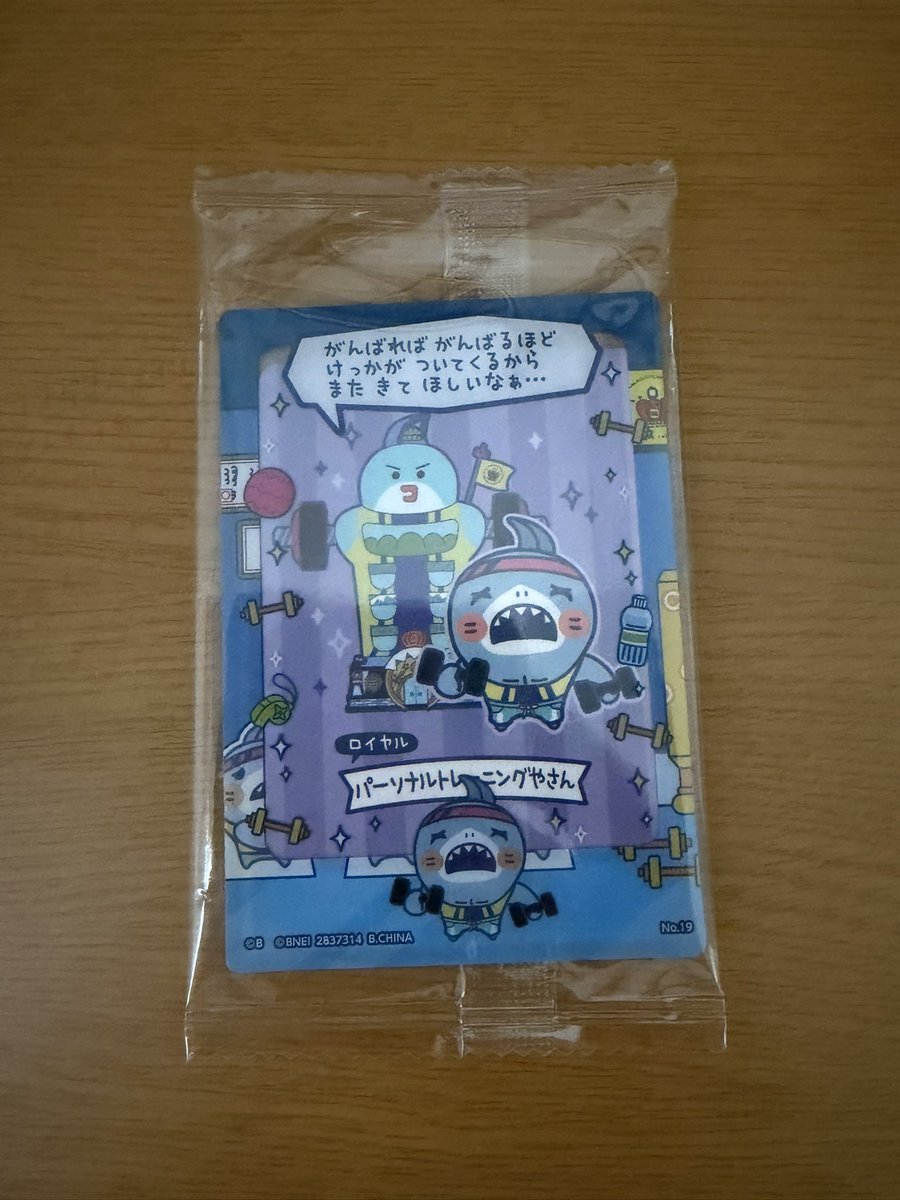 がんばれば がんばるほど
けっかが ついてくるから
また きて ほしいなぁ…
ロイヤル
パーソナルトレーニングやさん
©B ©BNEI 2837314 B.CHINA
No.19